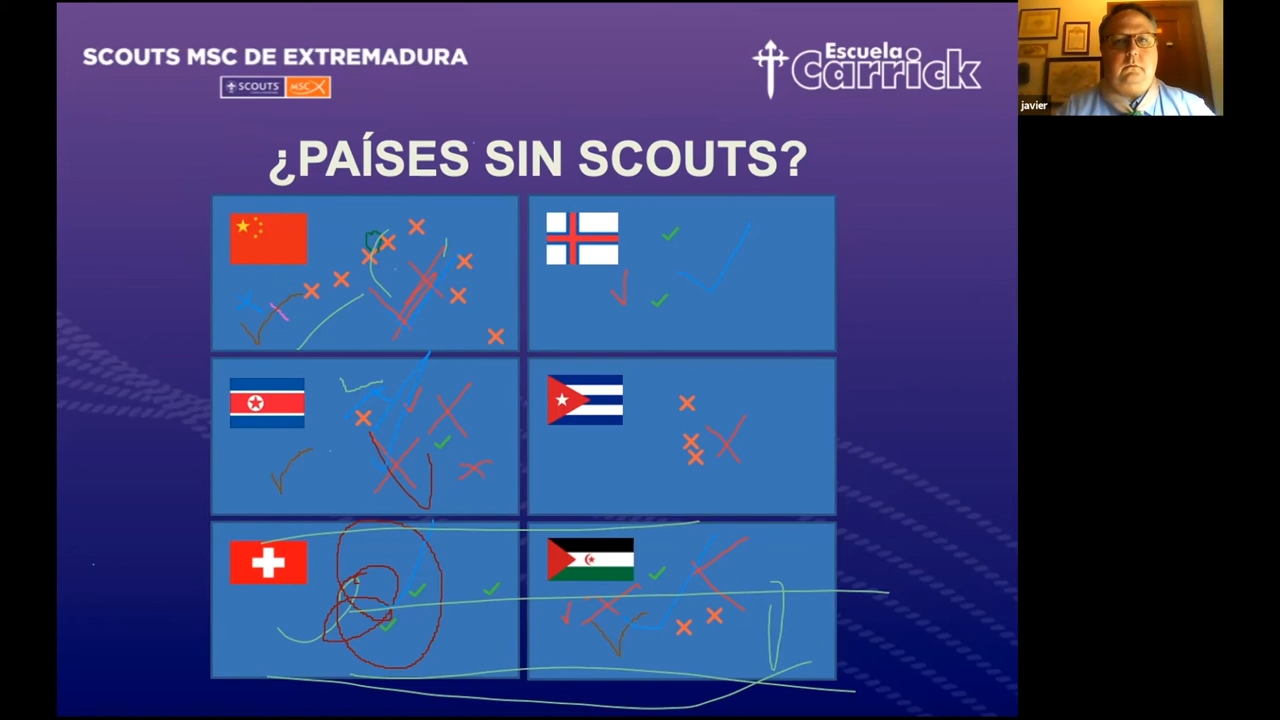 SCOUTS MSC DE EXTREMADURA
SCOUTS MSC
Escuela
Carrick
javier
¿PAÍSES SIN SCOUTS?